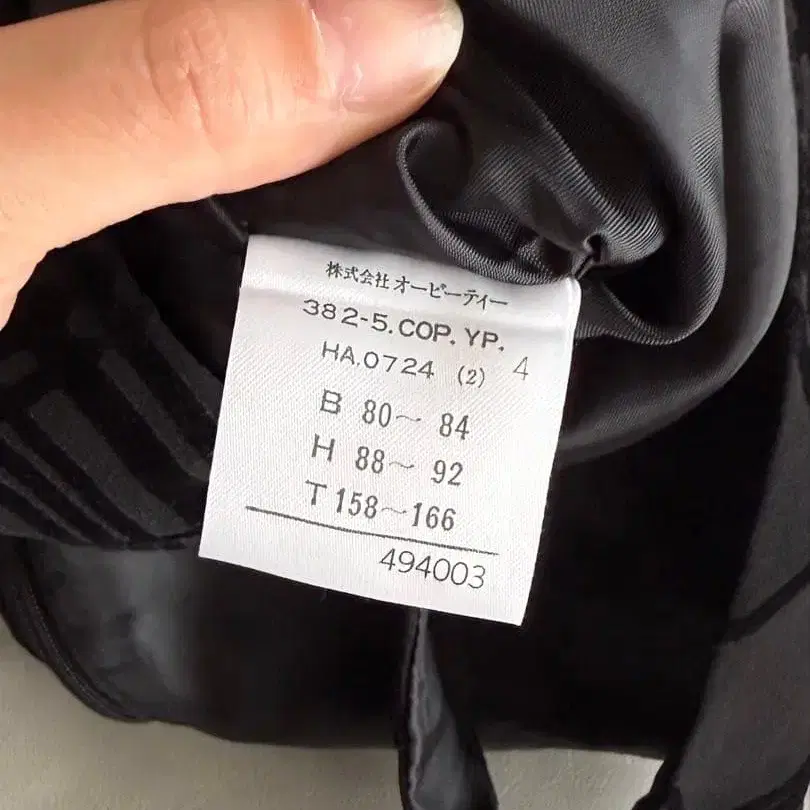 株式会社オーピーティー
382-5.COP.YP.
HA.0724 (2) 4
B 80～ 84
H 88～ 92
T 158～166
494003